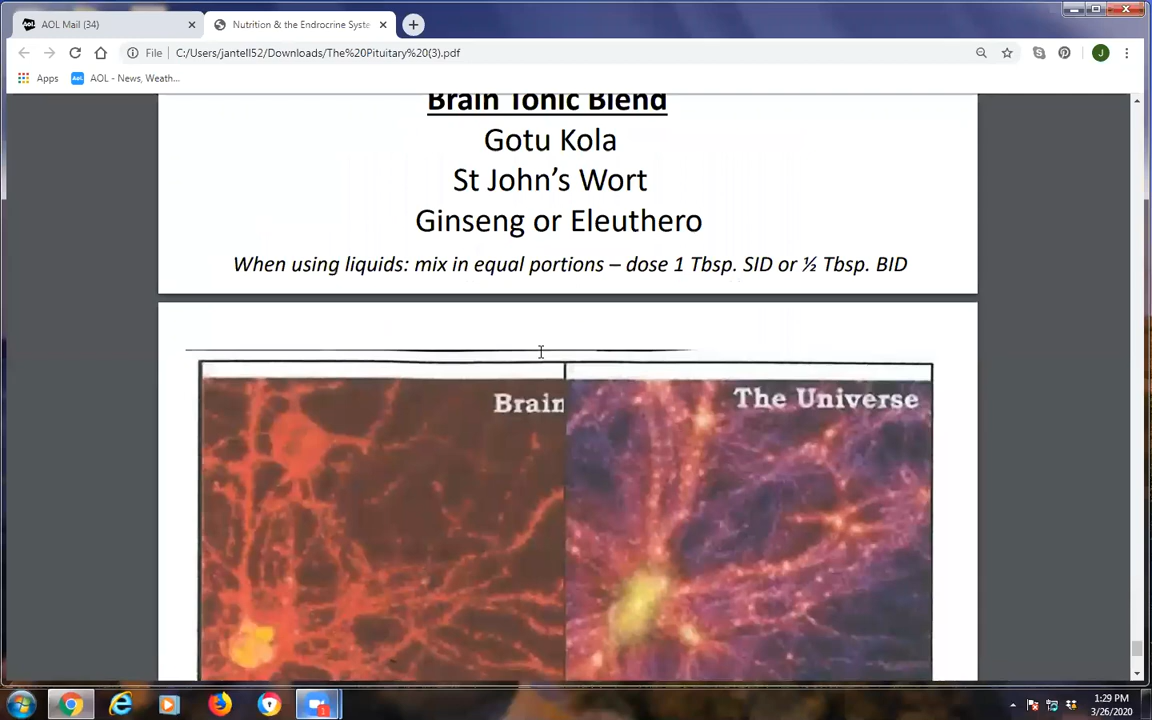 AOL Mail (34)
Nutrition & the Endocrine Syste
File
C:/Users/jantell52/Downloads/The%20Pituitary%20(3).pdf
J
Apps
AOL - News, Weath...
Brain Tonic Blend
Gotu Kola
St John's Wort
Ginseng or Eleuthero
When using liquids: mix in equal portions – dose 1 Tbsp. SID or ½ Tbsp. BID
Brain
The Universe
1:29 PM
3/26/2020